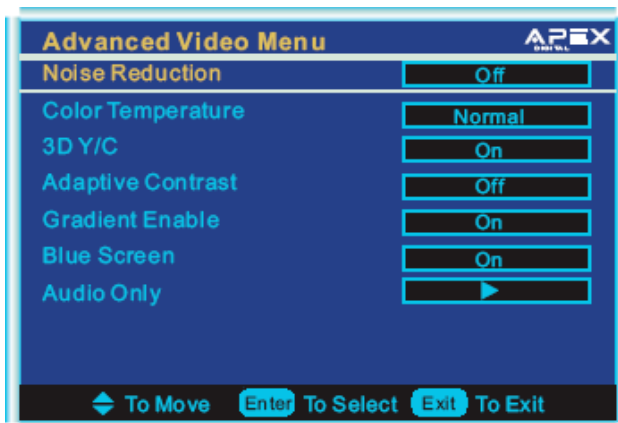 Advanced Video Menu APEX
DIGITAL
Noise Reduction Off
Color Temperature Normal
3D Y/C On
Adaptive Contrast Off
Gradient Enable On
Blue Screen On
Audio Only
To Move Enter To Select Exit To Exit